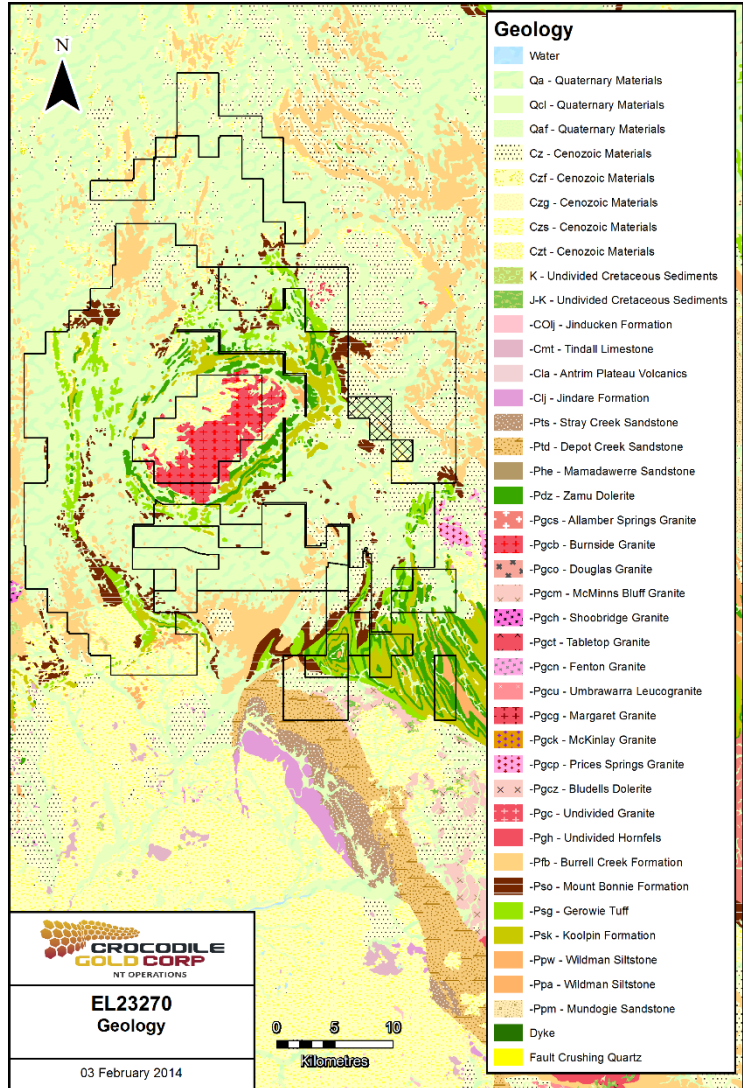 N
Geology
Water
Qa - Quaternary Materials
Qcl - Quaternary Materials
Qaf - Quaternary Materials
Cz - Cenozoic Materials
Czf - Cenozoic Materials
Czg - Cenozoic Materials
Czs - Cenozoic Materials
Czt - Cenozoic Materials
K - Undivided Cretaceous Sediments
J-K - Undivided Cretaceous Sediments
-COlj - Jinducken Formation
-Cmt - Tindall Limestone
-Cla - Antrim Plateau Volcanics
-Clj - Jindare Formation
-Pts - Stray Creek Sandstone
-Ptd - Depot Creek Sandstone
-Phe - Mamadawerre Sandstone
-Pdz - Zamu Dolerite
-Pgcs - Allamber Springs Granite
-Pgcb - Burnside Granite
-Pgco - Douglas Granite
-Pgcm - McMinns Bluff Granite
-Pgch - Shoobridge Granite
-Pgct - Tabletop Granite
-Pgcn - Fenton Granite
-Pgcu - Umbrawarra Leucogranite
-Pgcg - Margaret Granite
-Pgck - McKinlay Granite
-Pgcp - Prices Springs Granite
-Pgcz - Bludells Dolerite
-Pgc - Undivided Granite
-Pgh - Undivided Hornfels
-Pfb - Burrell Creek Formation
-Pso - Mount Bonnie Formation
-Psg - Gerowie Tuff
-Psk - Koolpin Formation
-Ppw - Wildman Siltstone
-Ppa - Wildman Siltstone
-Ppm - Mundogie Sandstone
Dyke
Fault Crushing Quartz
CROCODILE
GOLD CORP
NT OPERATIONS
EL23270
Geology
03 February 2014
0 5 10
Kilometres